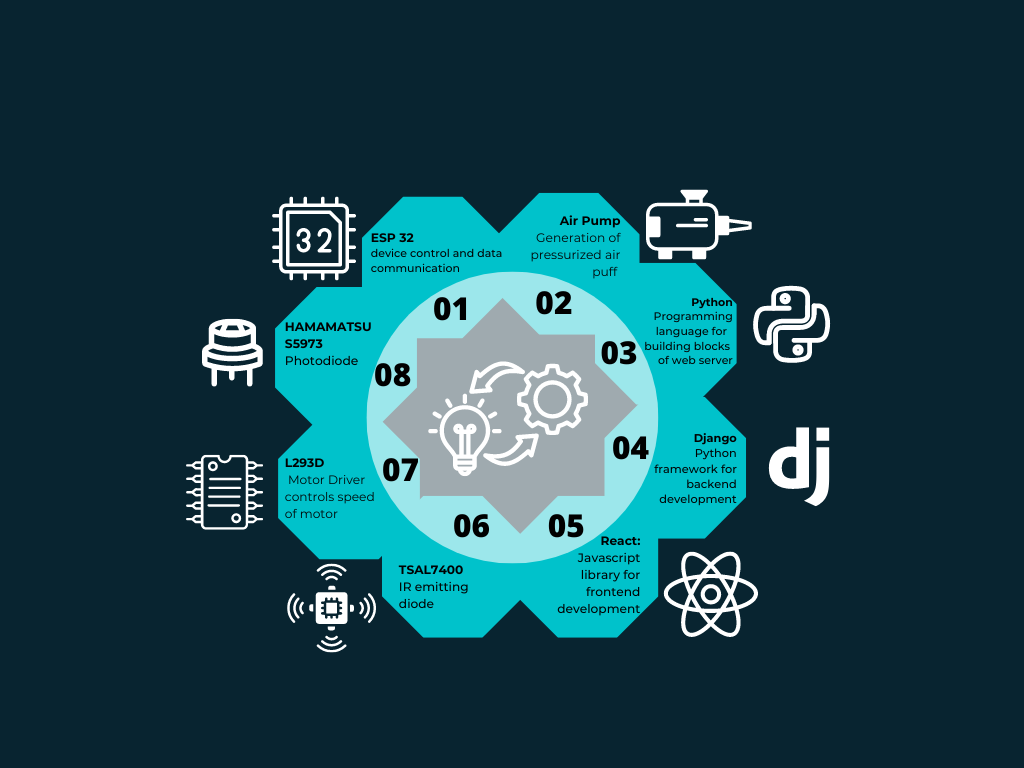 32
ESP 32
device control and data
communication
01
Air Pump
Generation of
pressurized air
puff
02
Python
Programming
language for
building blocks
of web server
03
Django
Python
framework for
backend
development
04
dj
React:
Javascript
library for
frontend
development
05
TSAL7400
IR emitting
diode
06
L293D
Motor Driver
controls speed
of motor
07
HAMAMATSU
S5973
Photodiode
08